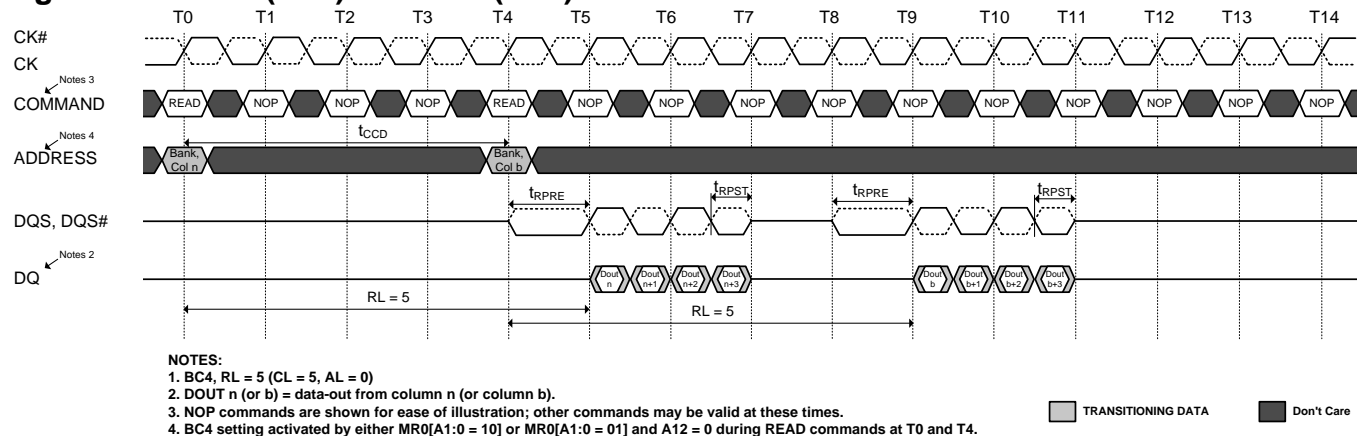 T0 T1 T2 T3 T4 T5 T6 T7 T8 T9 T10 T11 T12 T13 T14
CK#
CK
Notes 3
COMMAND
READ NOP NOP NOP READ NOP NOP NOP NOP NOP NOP NOP NOP NOP NOP
tCCD
Notes 4
ADDRESS
Bank, Col n
Bank, Col b
tRPRE tRPST tRPRE tRPST
DQS, DQS#
Notes 2
DQ
Dout n
Dout n+1
Dout n+2
Dout n+3
Dout b
Dout b+1
Dout b+2
Dout b+3
RL = 5
RL = 5
NOTES:
1. BC4, RL = 5 (CL = 5, AL = 0)
2. DOUT n (or b) = data-out from column n (or column b).
3. NOP commands are shown for ease of illustration; other commands may be valid at these times.
4. BC4 setting activated by either MR0[A1:0 = 10] or MR0[A1:0 = 01] and A12 = 0 during READ commands at T0 and T4.
TRANSITIONING DATA
Don't Care